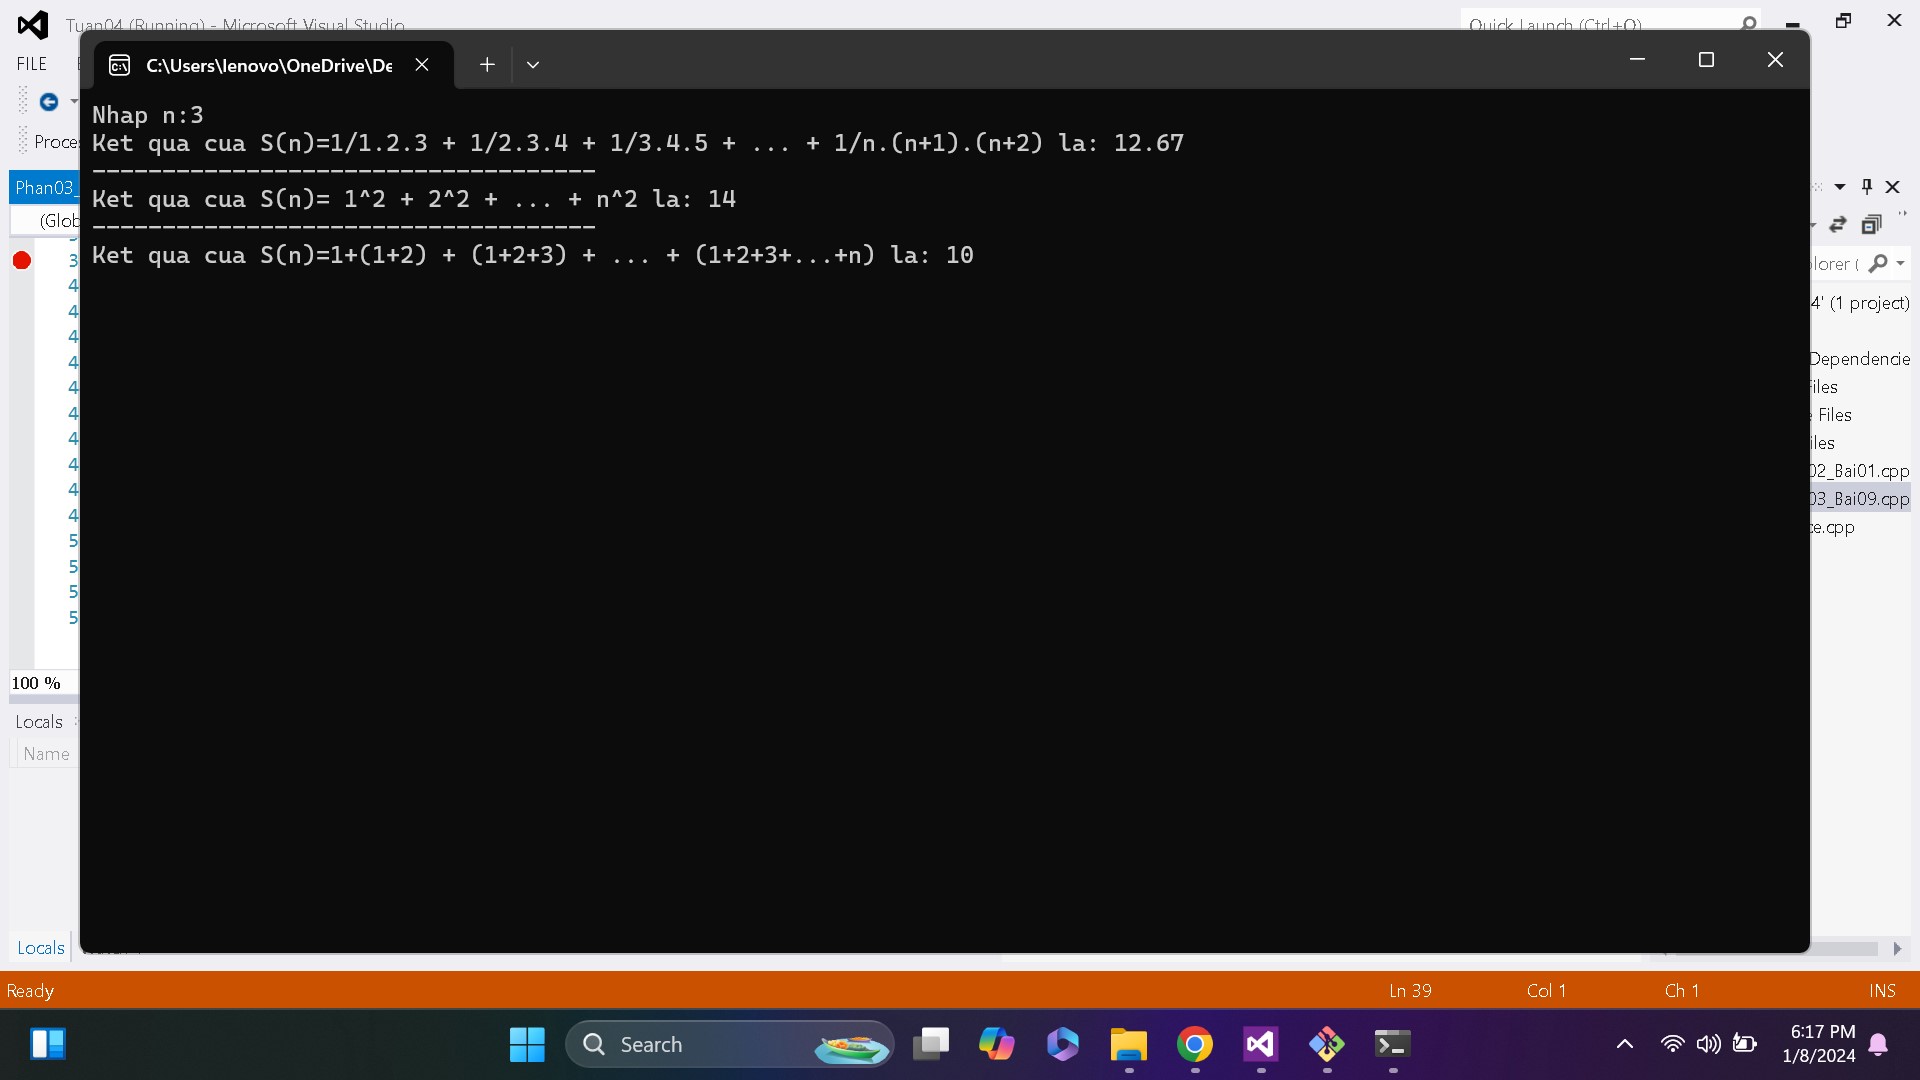 Tuan04 (Running) - Microsoft Visual Studio
Quick Launch (Ctrl+Q)
FILE
C:\Users\lenovo\OneDrive\De
Nhap n:3
Ket qua cua S(n)=1/1.2.3 + 1/2.3.4 + 1/3.4.5 + ... + 1/n.(n+1).(n+2) la: 12.67
------------------------------------
Ket qua cua S(n)= 1^2 + 2^2 + ... + n^2 la: 14
------------------------------------
Ket qua cua S(n)=1+(1+2) + (1+2+3) + ... + (1+2+3+...+n) la: 10
Proce
Phan03_
(Glob
3
4
4
4
4
4
4
4
4
4
4
5
5
5
5
100 %
Locals
Name
Locals
4' (1 project)
Dependencie
Files
02_Bai01.cpp
03_Bai09.cpp
ce.cpp
Ready
Ln 39
Col 1
Ch 1
INS
Search
6:17 PM
1/8/2024